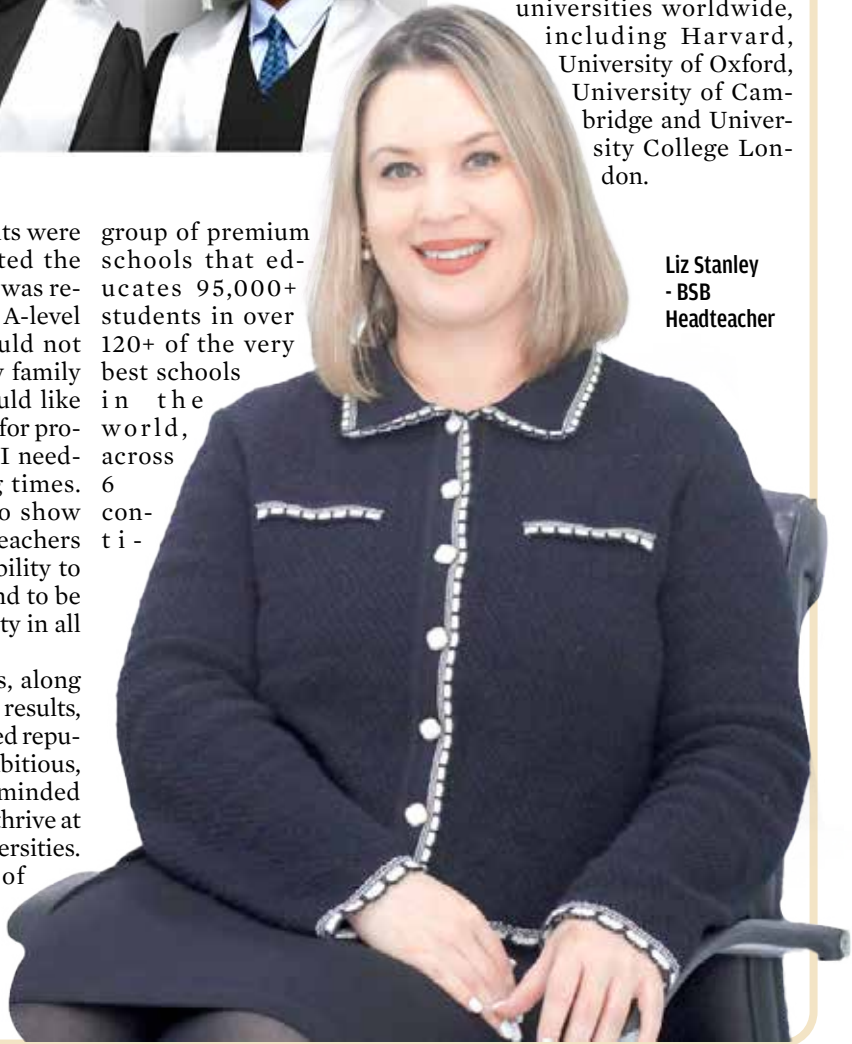 ts were
ted the
was re-
A-level
uld not
y family
uld like
for pro-
I need-
g times.
o show
eachers
bility to
nd to be
ty in all
s, along
results,
ed repu-
bitious,
minded
hrive at
ersities.
of
group of premium
schools that ed-
ucates 95,000+
students in over
120+ of the very
best schools
in the
world,
across
6
con-
ti-
universities worldwide,
including Harvard,
University of Oxford,
University of Cam-
bridge and Univer-
sity College Lon-
don.
Liz Stanley
- BSB
Headteacher